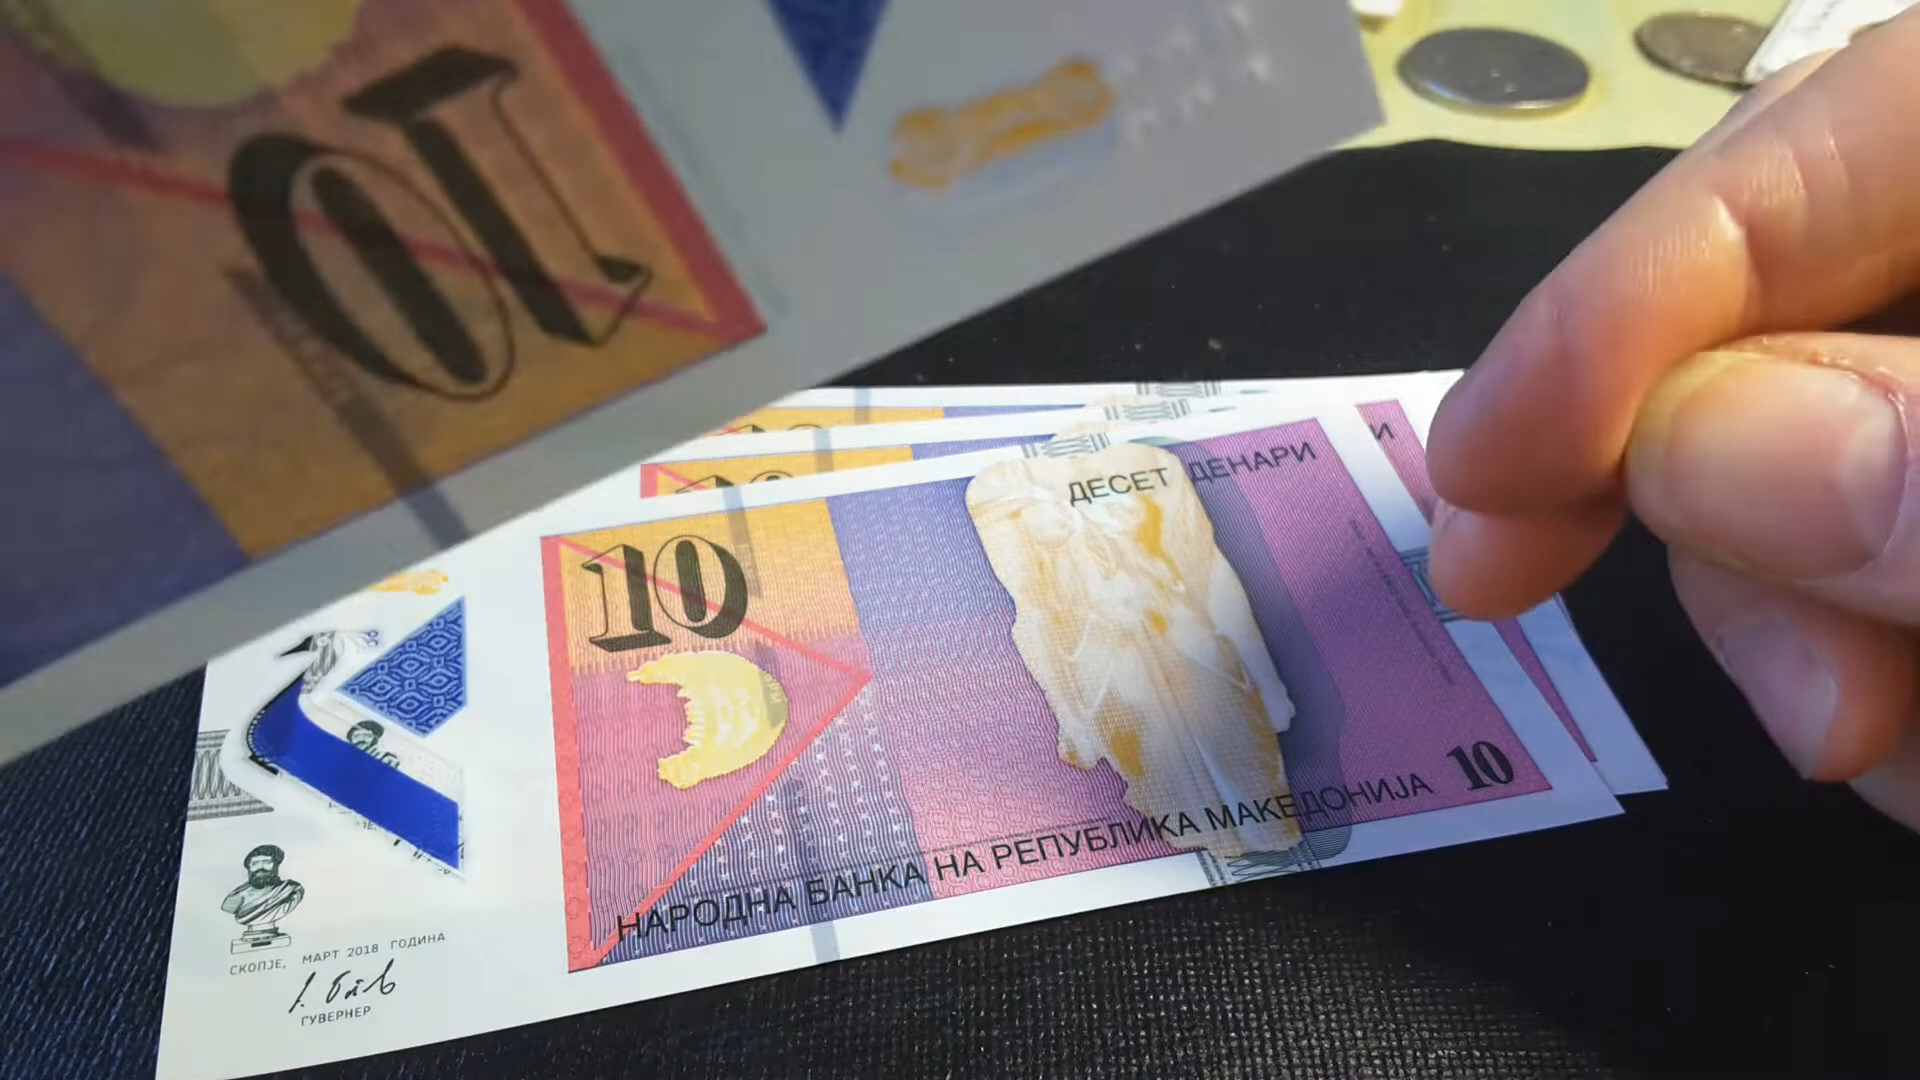 10
И
ДЕСЕТ ДЕНАРИ
10
10
НАРОДНА БАНКА НА РЕПУБЛИКА МАКЕДОНИЈА
СКОПЈЕ, МАРТ 2018 ГОДИНА
ГУВЕРНЕР